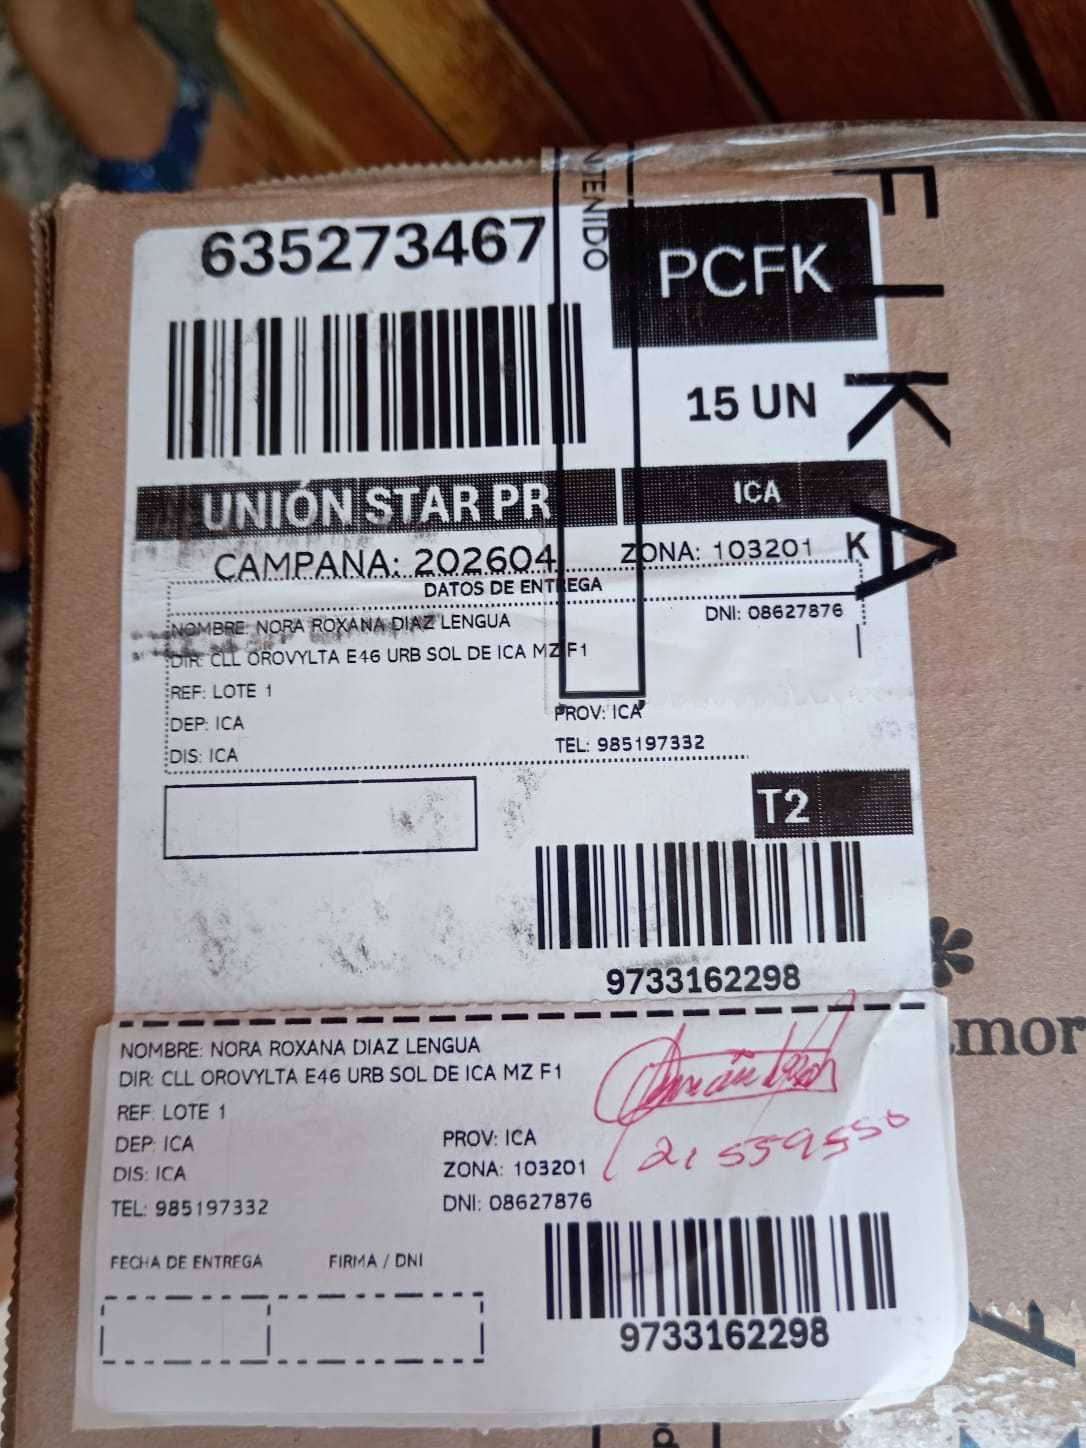 635273467
PCFK
15 UN
UNIÓN STAR PR
ICA
CAMPANA: 202604
ZONA: 103201 K
DATOS DE ENTREGA
NOMBRE: NORA ROXANA DIAZ LENGUA
DNI: 08627876
DIR: CLL OROVYLTA E46 URB SOL DE ICA MZ F1
REF: LOTE 1
DEP: ICA
PROV: ICA
DIS: ICA
TEL: 985197332
T2
9733162298
NOMBRE: NORA ROXANA DIAZ LENGUA
DIR: CLL OROVYLTA E46 URB SOL DE ICA MZ F1
REF: LOTE 1
DEP: ICA
PROV: ICA
DIS: ICA
ZONA: 103201
TEL: 985197332
DNI: 08627876
21559550
FECHA DE ENTREGA
FIRMA / DNI
9733162298
FIKA